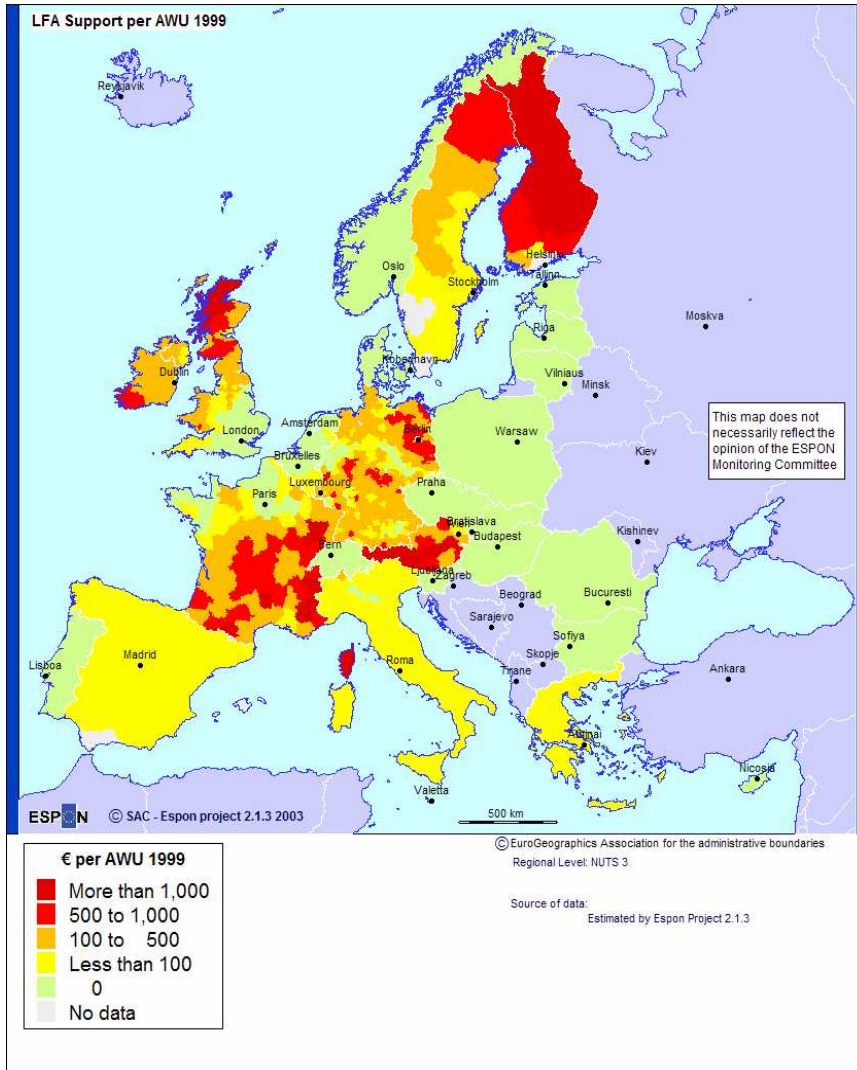 LFA Support per AWU 1999
Reykjavik
Oslo
Helsinki
Tallinn
Stockholm
Moskva
Riga
København
Vilniaus
Minsk
Dublin
London
Amsterdam
Berlin
Warsaw
This map does not
necessarily reflect the
opinion of the ESPON
Monitoring Committee
Bruxelles
Kiev
Luxembourg
Praha
Paris
Wien
Bratislava
Budapest
Kishinev
Bern
Ljubljana
Zagreb
Beograd
Bucuresti
Sarajevo
Sofiya
Madrid
Roma
Skopje
Lisboa
Tirane
Ankara
Athinai
Nicosia
Valetta
ESPON © SAC - Espon project 2.1.3 2003
500 km
© EuroGeographics Association for the administrative boundaries
Regional Level: NUTS 3
Source of data:
Estimated by Espon Project 2.1.3
€ per AWU 1999
More than 1,000
500 to 1,000
100 to 500
Less than 100
0
No data